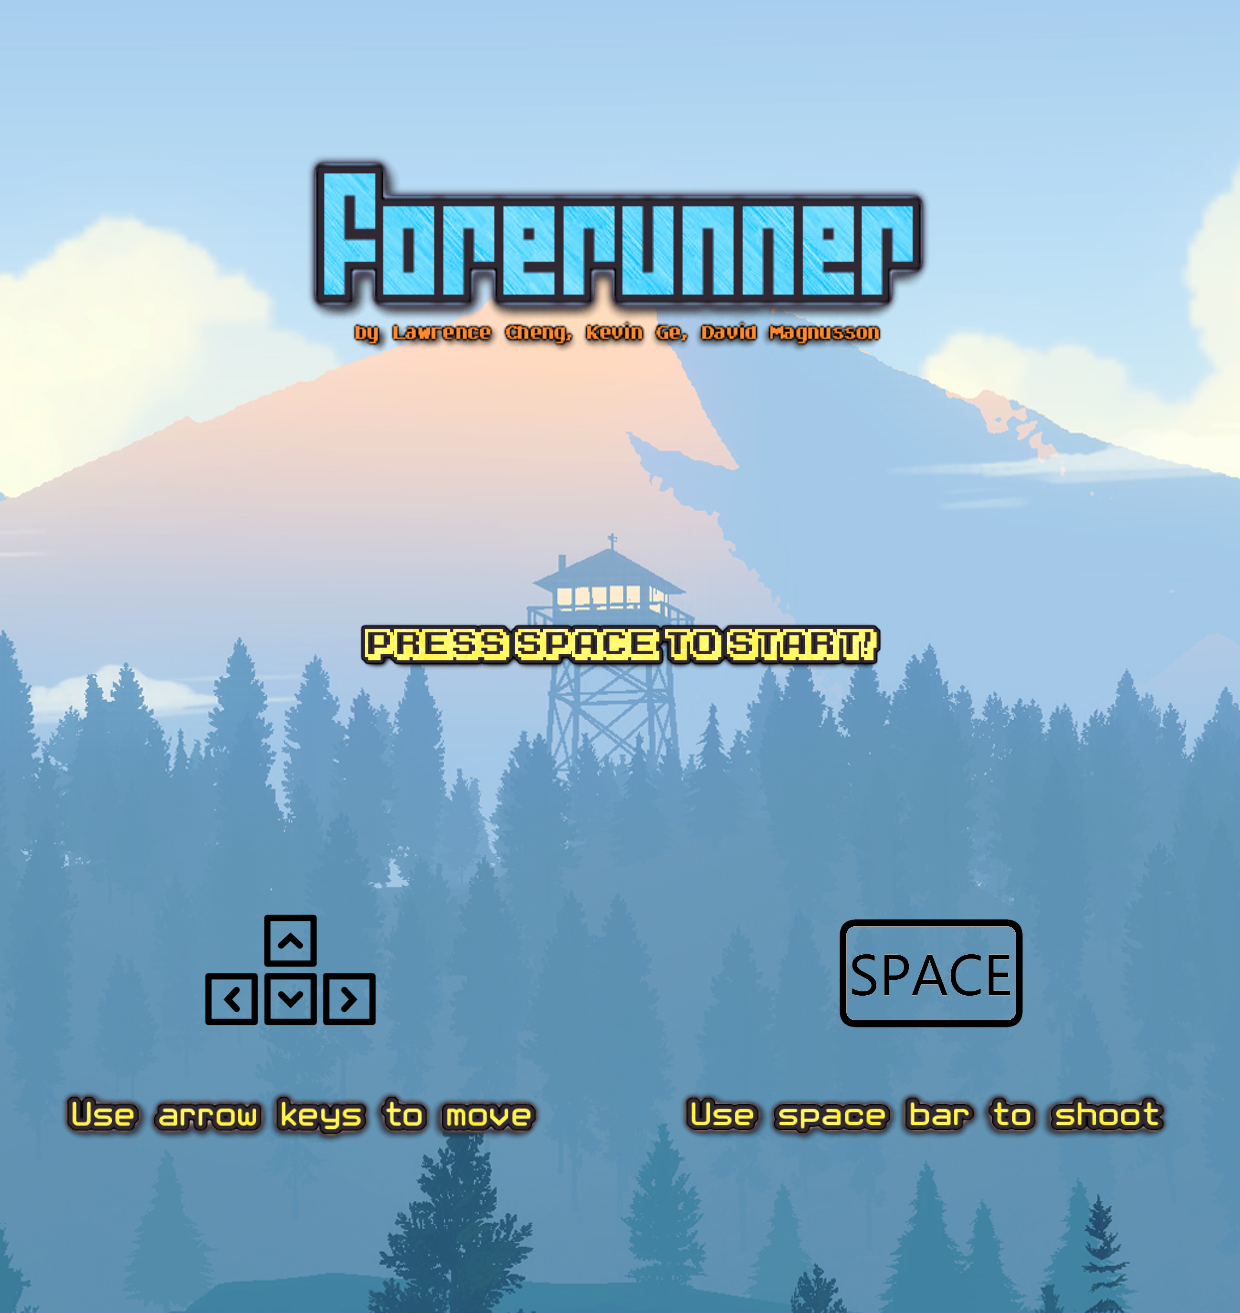 Forerunner
by Lawrence Cheng, Kevin Ge, David Magnusson
PRESS SPACE TO START!
SPACE
Use arrow keys to move
Use space bar to shoot